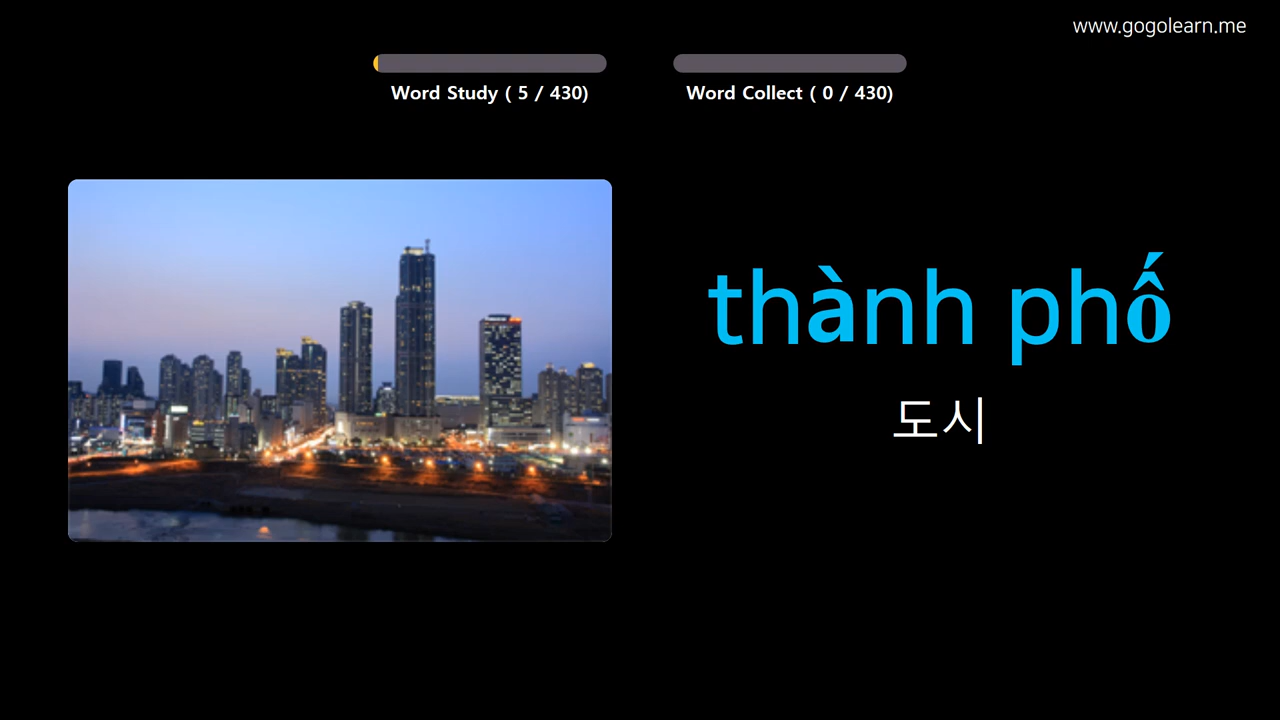 www.gogolearn.me
Word Study ( 5 / 430)
Word Collect ( 0 / 430)
thành phố
도시